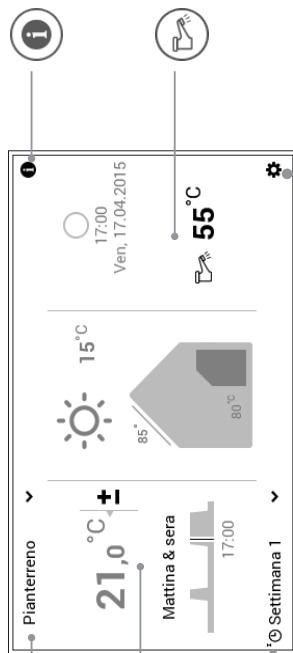 Pianterreno
21,0 °C
±
Mattina & sera
17:00
Settimana 1
15°C
85°
80°C
17:00
Ven, 17.04.2015
55°C